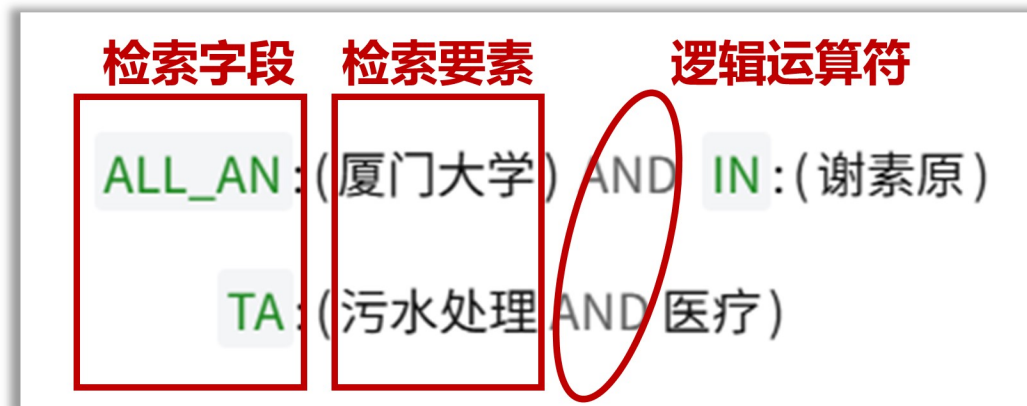 检索字段 检索要素 逻辑运算符
ALL_AN:(厦门大学) AND IN:(谢素原)
TA:(污水处理 AND 医疗)